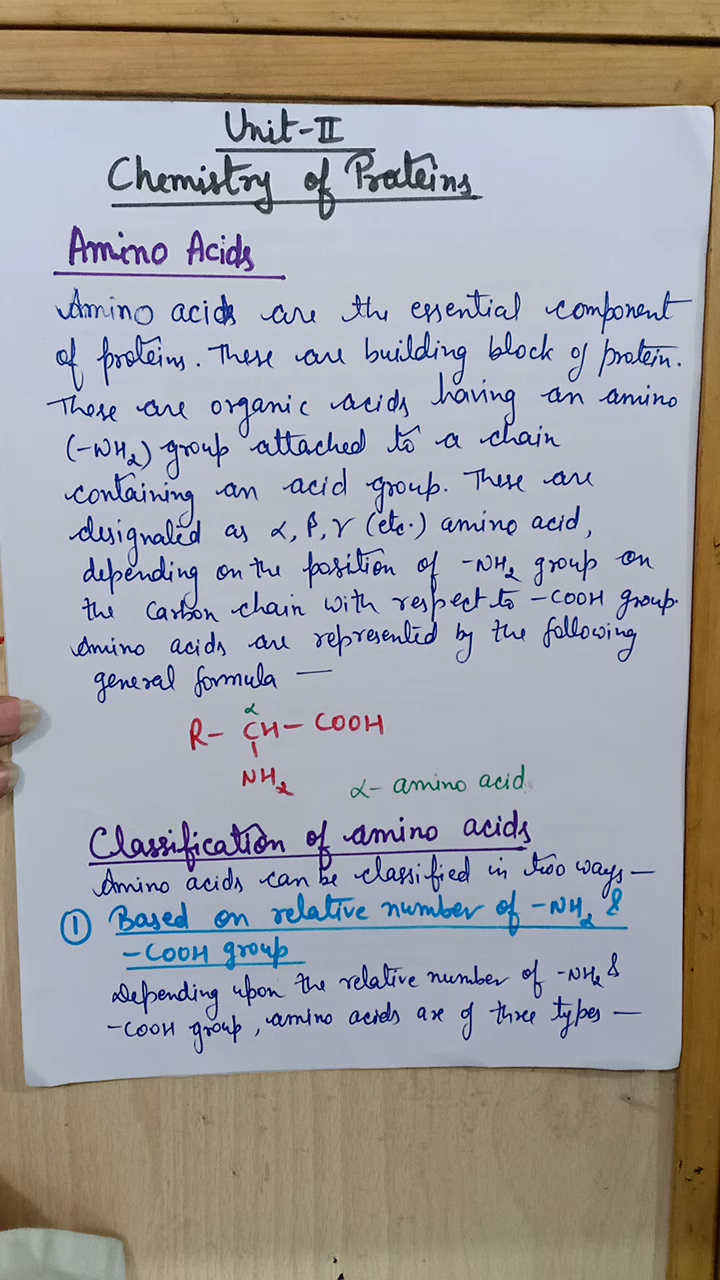 Unit-II
Chemistry of Proteins
Amino Acids
Amino acids are the essential component
of proteins. These are building block of protein.
These are organic acids having an amino
(-NH₂) group attached to a chain
containing an acid group. These are
designated as α, β, γ (etc.) amino acid,
depending on the position of -NH₂ group on
the carbon chain with respect to -COOH group.
Amino acids are represented by the following
general formula —
α
R- CH- COOH
NH₂
α- amino acid.
Classification of amino acids
Amino acids can be classified in two ways —
① Based on relative number of -NH₂ &
-COOH group
Depending upon the relative number of -NH₂ &
-COOH group, amino acids are of three types —